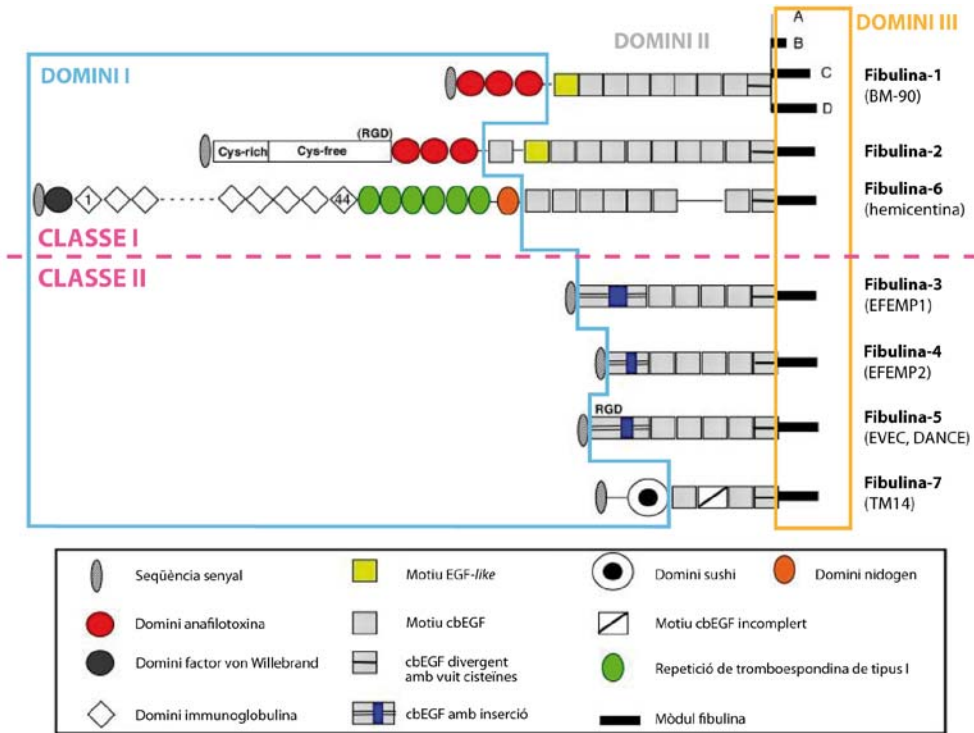 DOMINI I
DOMINI II
DOMINI III
A
B
C
D
Fibulina-1
(BM-90)
(RGD)
Cys-rich
Cys-free
Fibulina-2
1
44
Fibulina-6
(hemicentina)
CLASSE I
CLASSE II
Fibulina-3
(EFEMP1)
Fibulina-4
(EFEMP2)
RGD
Fibulina-5
(EVEC, DANCE)
Fibulina-7
(TM14)
Seqüència senyal
Motiu EGF-like
Domini sushi
Domini nidogen
Domini anafilotoxina
Motiu cbEGF
Motiu cbEGF incomplert
Domini factor von Willebrand
cbEGF divergent
amb vuit cisteïnes
Repetició de tromboespondina de tipus I
Domini immunoglobulina
cbEGF amb inserció
Mòdul fibulina